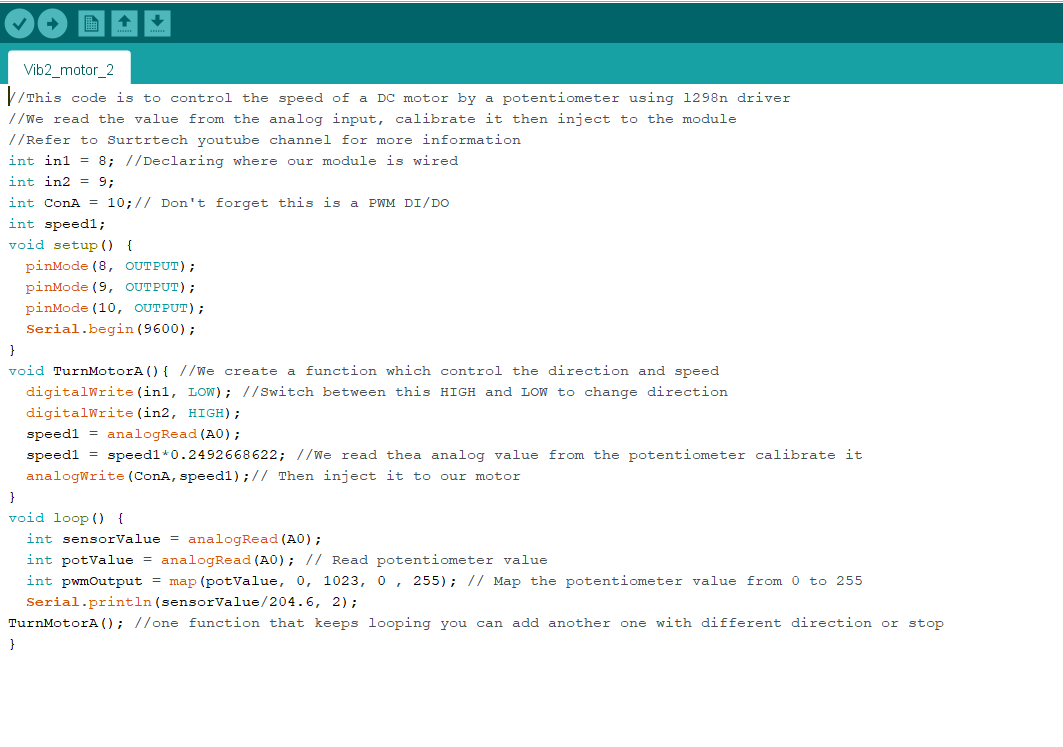 Vib2_motor_2
//This code is to control the speed of a DC motor by a potentiometer using l298n driver
//We read the value from the analog input, calibrate it then inject to the module
//Refer to Surtrtech youtube channel for more information
int in1 = 8; //Declaring where our module is wired
int in2 = 9;
int ConA = 10;// Don't forget this is a PWM DI/DO
int speed1;
void setup() {
  pinMode(8, OUTPUT);
  pinMode(9, OUTPUT);
  pinMode(10, OUTPUT);
  Serial.begin(9600);
}
void TurnMotorA(){ //We create a function which control the direction and speed
  digitalWrite(in1, LOW); //Switch between this HIGH and LOW to change direction
  digitalWrite(in2, HIGH);
  speed1 = analogRead(A0);
  speed1 = speed1*0.2492668622; //We read thea analog value from the potentiometer calibrate it
  analogWrite(ConA,speed1);// Then inject it to our motor
}
void loop() {
  int sensorValue = analogRead(A0);
  int potValue = analogRead(A0); // Read potentiometer value
  int pwmOutput = map(potValue, 0, 1023, 0 , 255); // Map the potentiometer value from 0 to 255
  Serial.println(sensorValue/204.6, 2);
TurnMotorA(); //one function that keeps looping you can add another one with different direction or stop
}